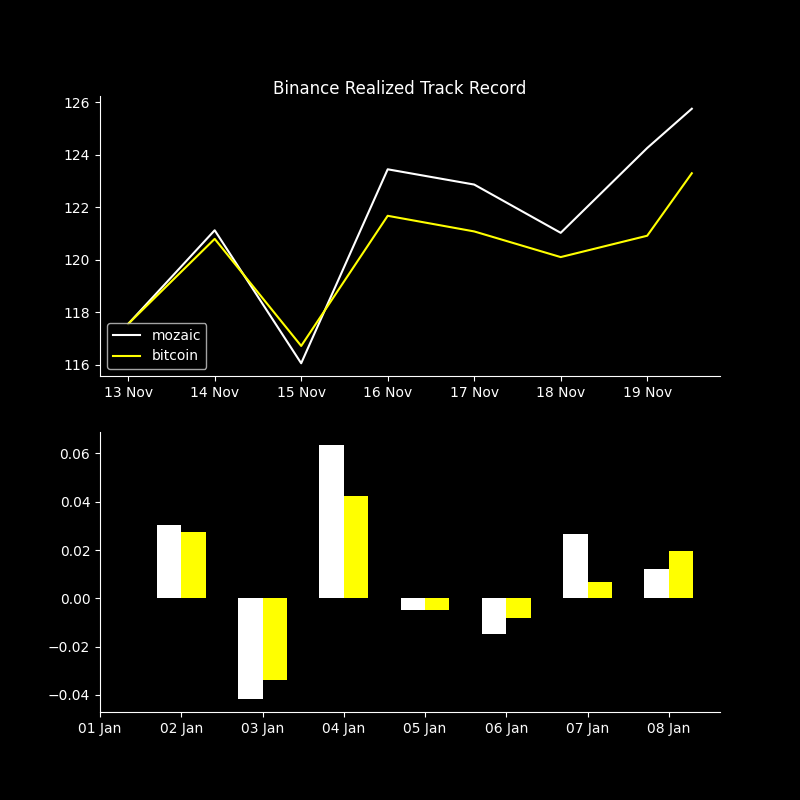 Binance Realized Track Record
126
124
122
120
118
116
mozaic
bitcoin
13 Nov 14 Nov 15 Nov 16 Nov 17 Nov 18 Nov 19 Nov
0.06
0.04
0.02
0.00
−0.02
−0.04
01 Jan 02 Jan 03 Jan 04 Jan 05 Jan 06 Jan 07 Jan 08 Jan